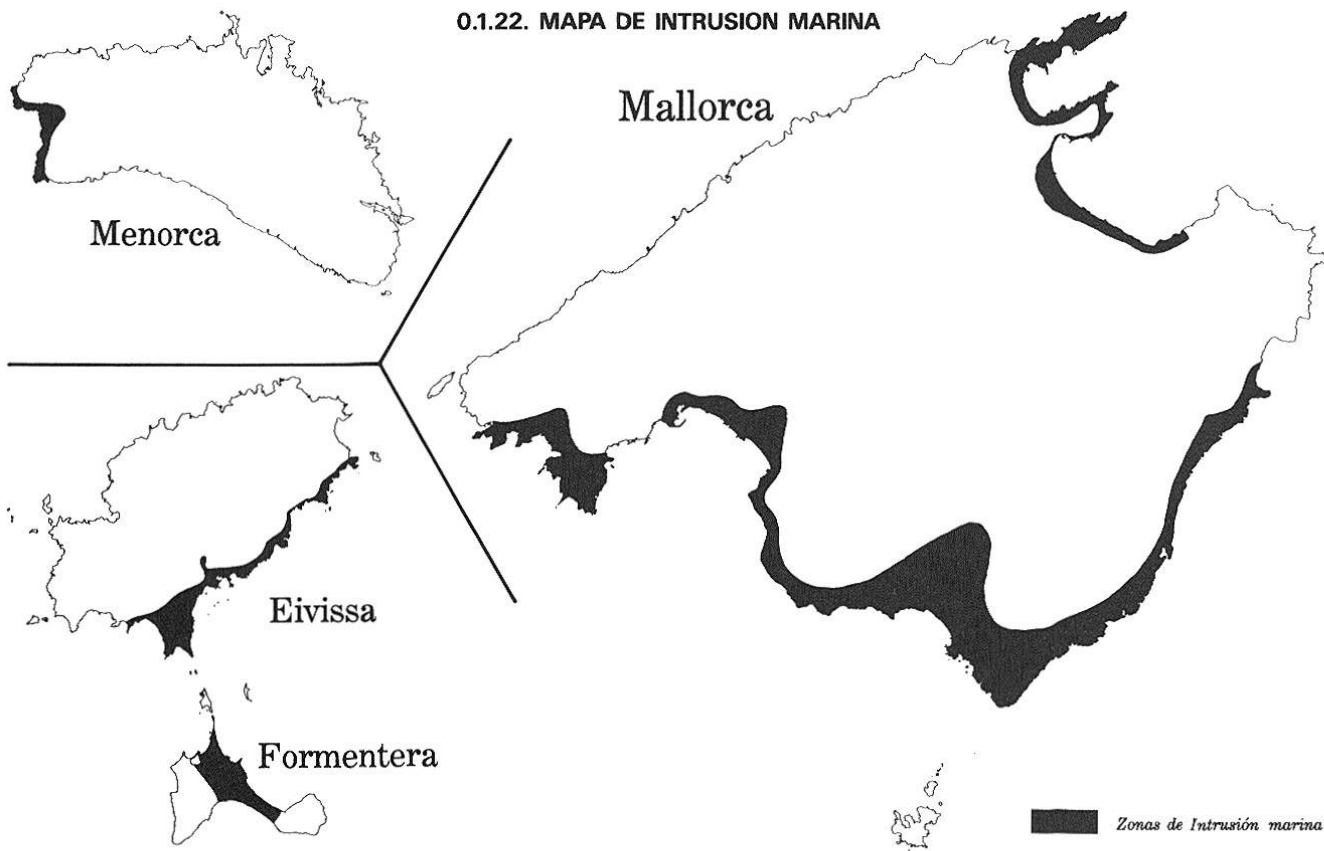 0.1.22. MAPA DE INTRUSION MARINA
Mallorca
Menorca
Eivissa
Formentera
Zonas de Intrusión marina